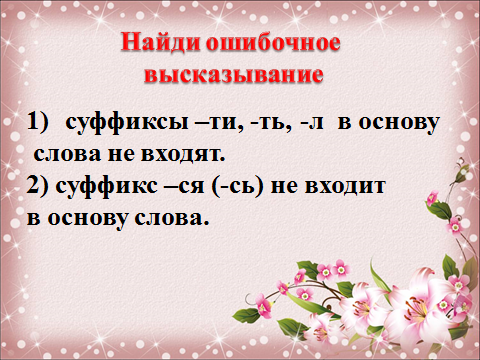 Найди ошибочное
высказывание
1) суффиксы –ти, -ть, -л в основу
слова не входят.
2) суффикс –ся (-сь) не входит
в основу слова.